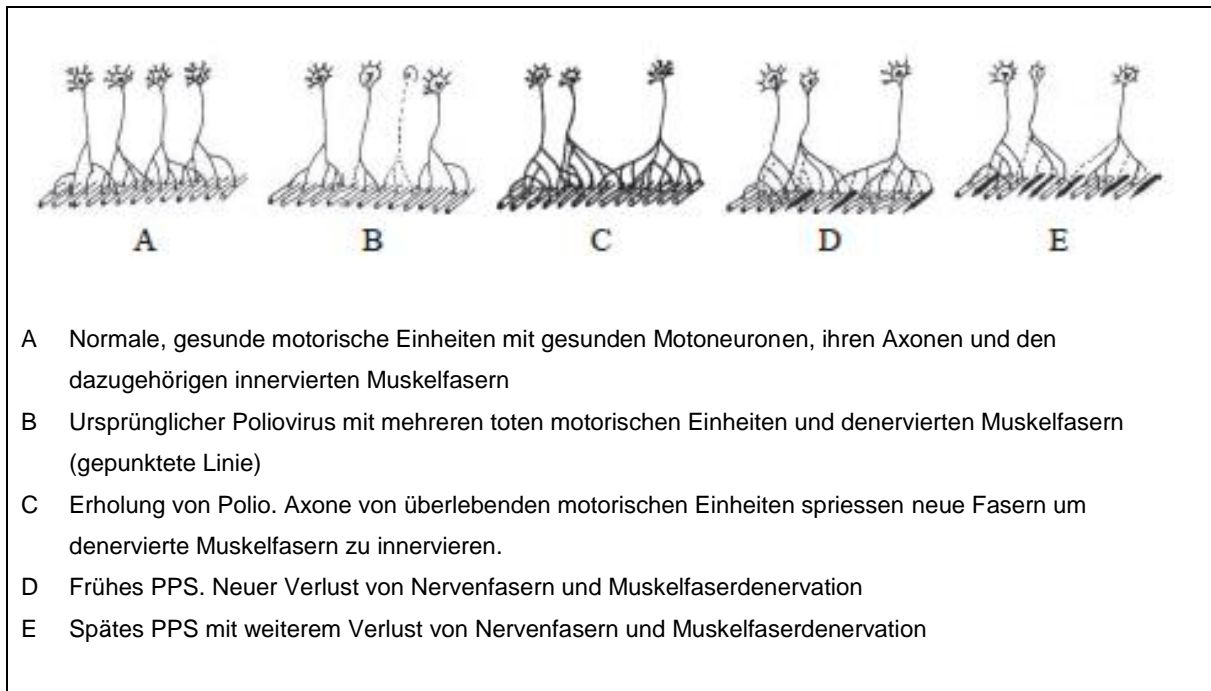 A B C D E
A Normale, gesunde motorische Einheiten mit gesunden Motoneuronen, ihren Axonen und den
dazugehörigen innervierten Muskelfasern
B Ursprünglicher Poliovirus mit mehreren toten motorischen Einheiten und denervierten Muskelfasern
(gepunktete Linie)
C Erholung von Polio. Axone von überlebenden motorischen Einheiten spriessen neue Fasern um
denervierte Muskelfasern zu innervieren.
D Frühes PPS. Neuer Verlust von Nervenfasern und Muskelfaserdenervation
E Spätes PPS mit weiterem Verlust von Nervenfasern und Muskelfaserdenervation